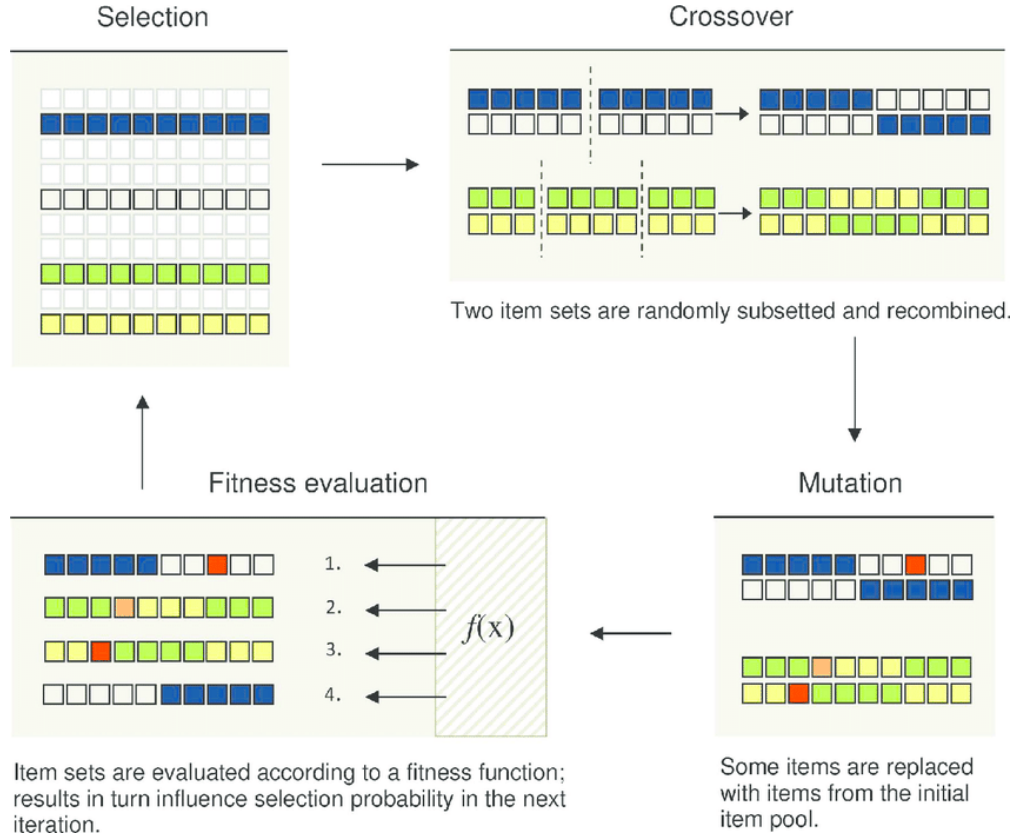 Selection
Crossover
Two item sets are randomly subsetted and recombined.
Fitness evaluation
Mutation
1.
2.
3.
4.
f(x)
Item sets are evaluated according to a fitness function;
results in turn influence selection probability in the next
iteration.
Some items are replaced
with items from the initial
item pool.